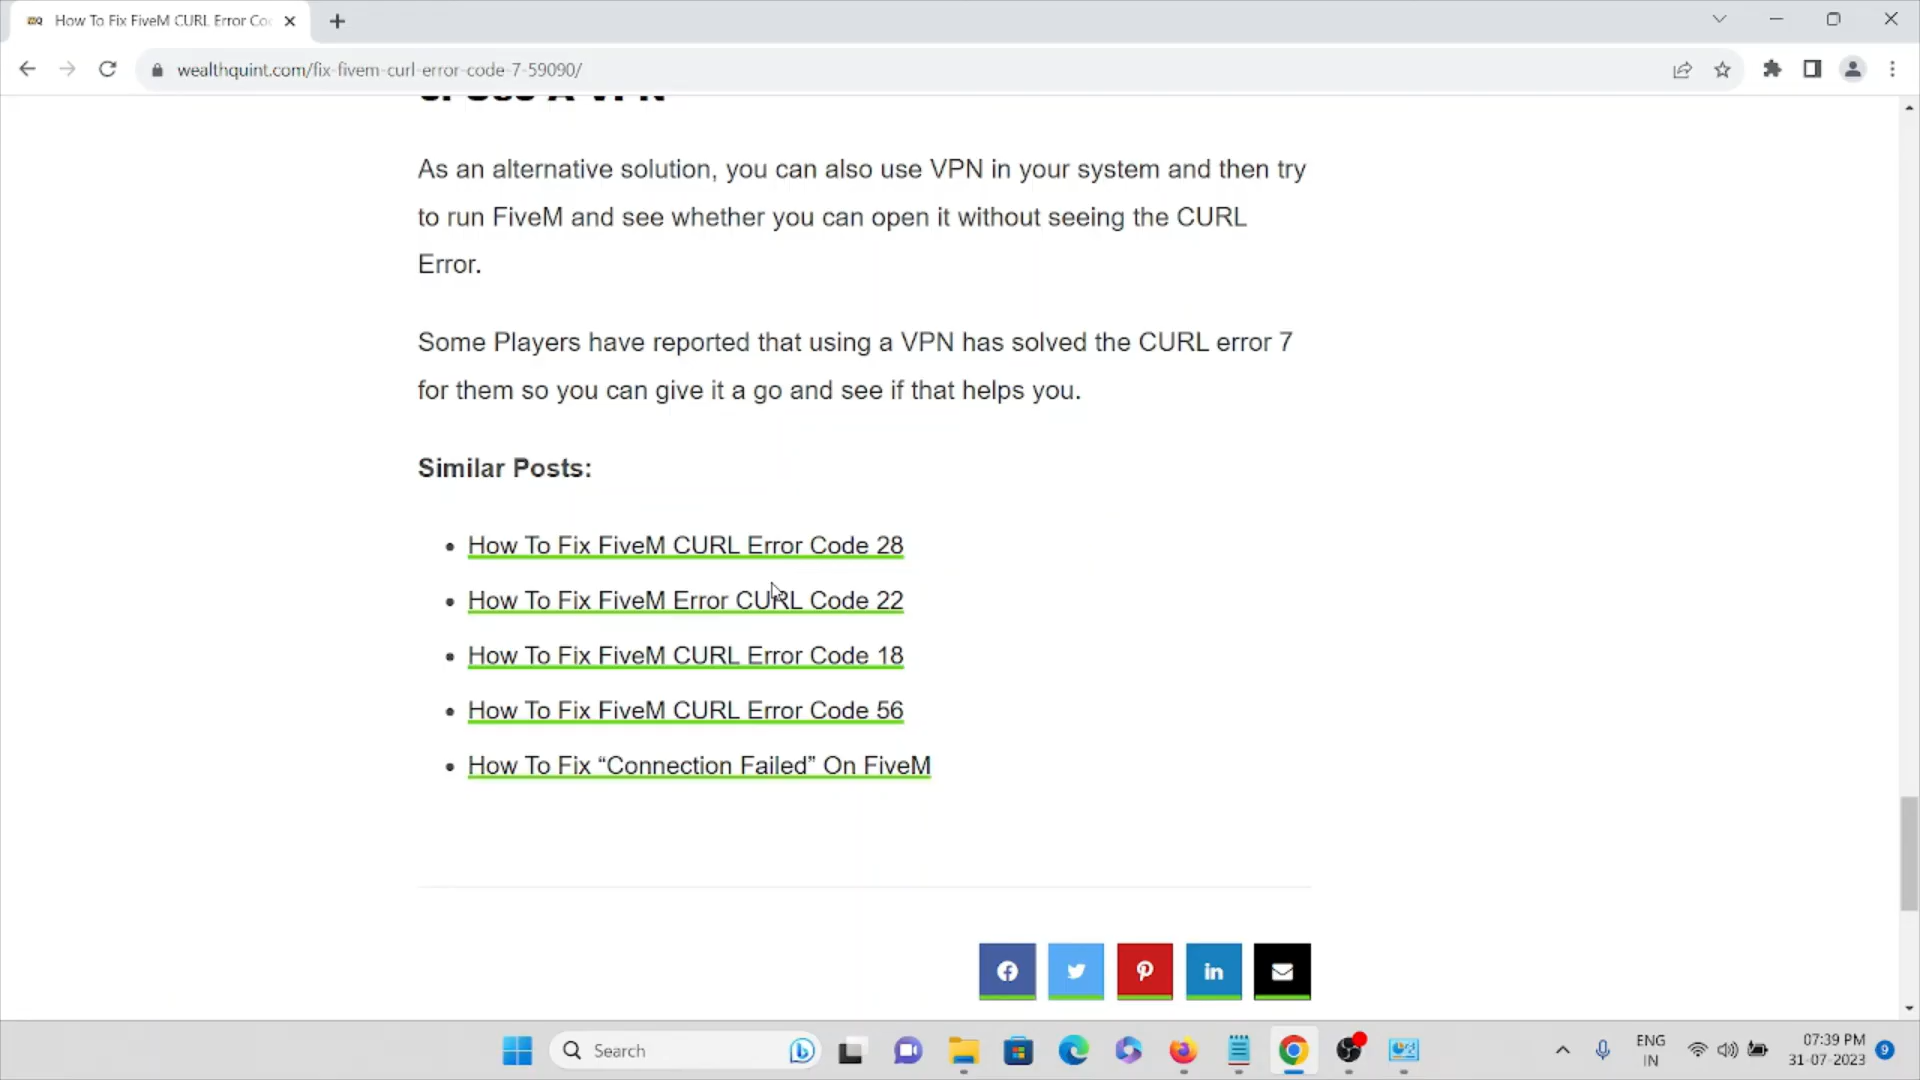 How To Fix FiveM CURL Error Co
wealthquint.com/fix-fivem-curl-error-code-7-59090/
Use A VPN
As an alternative solution, you can also use VPN in your system and then try
to run FiveM and see whether you can open it without seeing the CURL
Error.
Some Players have reported that using a VPN has solved the CURL error 7
for them so you can give it a go and see if that helps you.
Similar Posts:
• How To Fix FiveM CURL Error Code 28
• How To Fix FiveM Error CURL Code 22
• How To Fix FiveM CURL Error Code 18
• How To Fix FiveM CURL Error Code 56
• How To Fix “Connection Failed” On FiveM
Search
ENG
IN
07:39 PM
31-07-2023
9